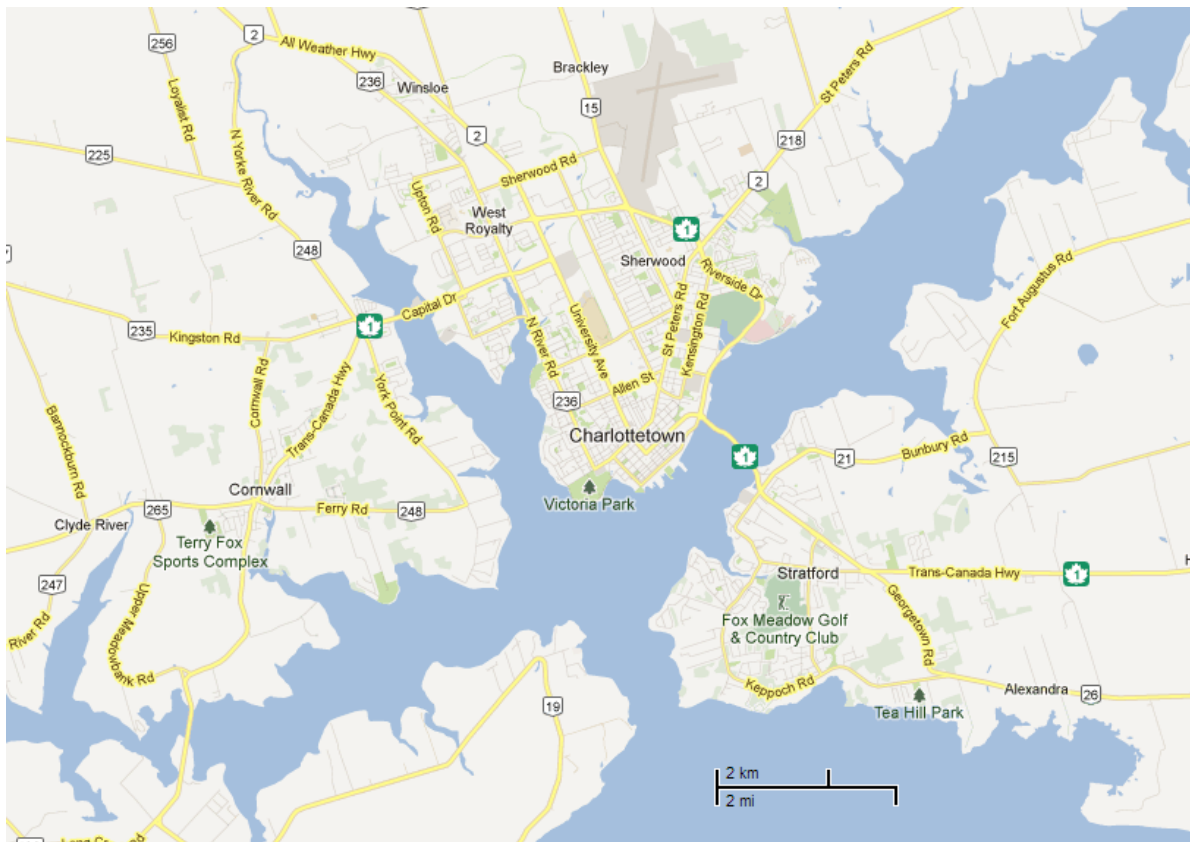 2
256
All Weather Hwy
236
Loyalist Rd
Winsloe
Brackley
15
St Peters Rd
225
2
218
N Yorke River Rd
Sherwood Rd
2
Upton Rd
West
Royalty
1
248
Sherwood
Riverside Dr
Fort Augustus Rd
235
Kingston Rd
1
Capital Dr
N River Rd
University Ave
St Peters Rd
Kensington Rd
Cornwall Rd
Trans-Canada Hwy
York Point Rd
Allen St
236
Bannockburn Rd
Charlottetown
1
21
Bunbury Rd
215
Cornwall
265
Ferry Rd
248
Victoria Park
Clyde River
Terry Fox
Sports Complex
247
River Rd
Upper Meadowbank Rd
Stratford
Trans-Canada Hwy
1
H
Fox Meadow Golf
& Country Club
Georgetown Rd
Keppoch Rd
Alexandra
26
Tea Hill Park
19
2 km
2 mi